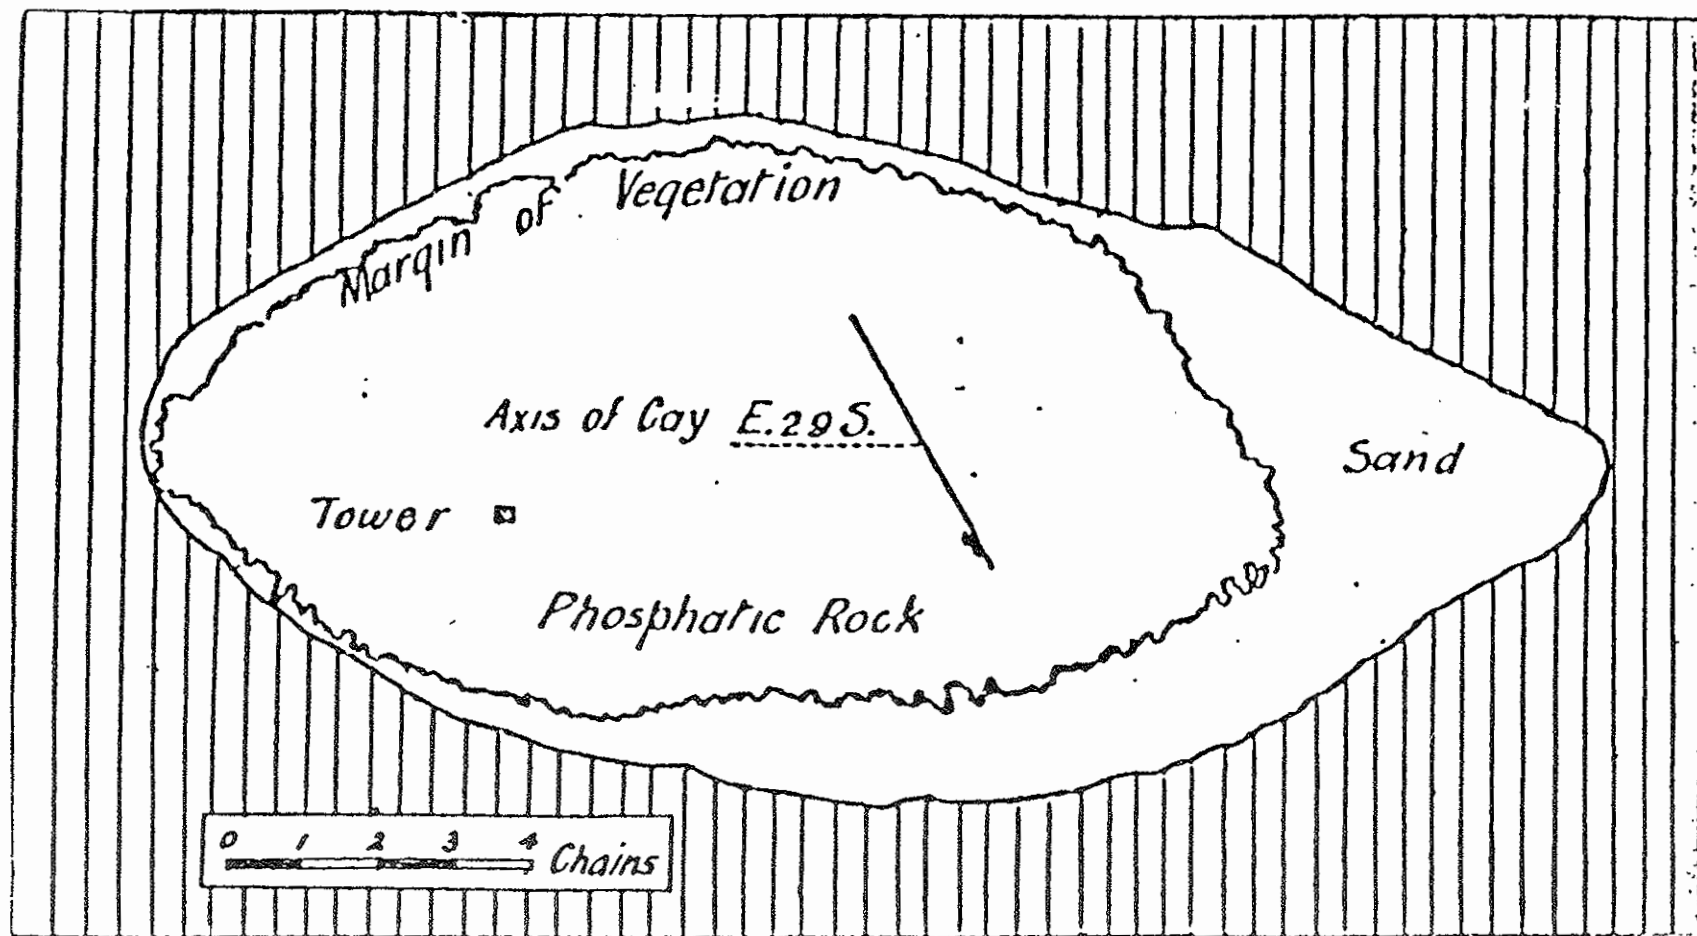 Margin of Vegetation
Axis of Cay E.29S.
Sand
Tower
Phosphatic Rock
0 1 2 3 4 Chains